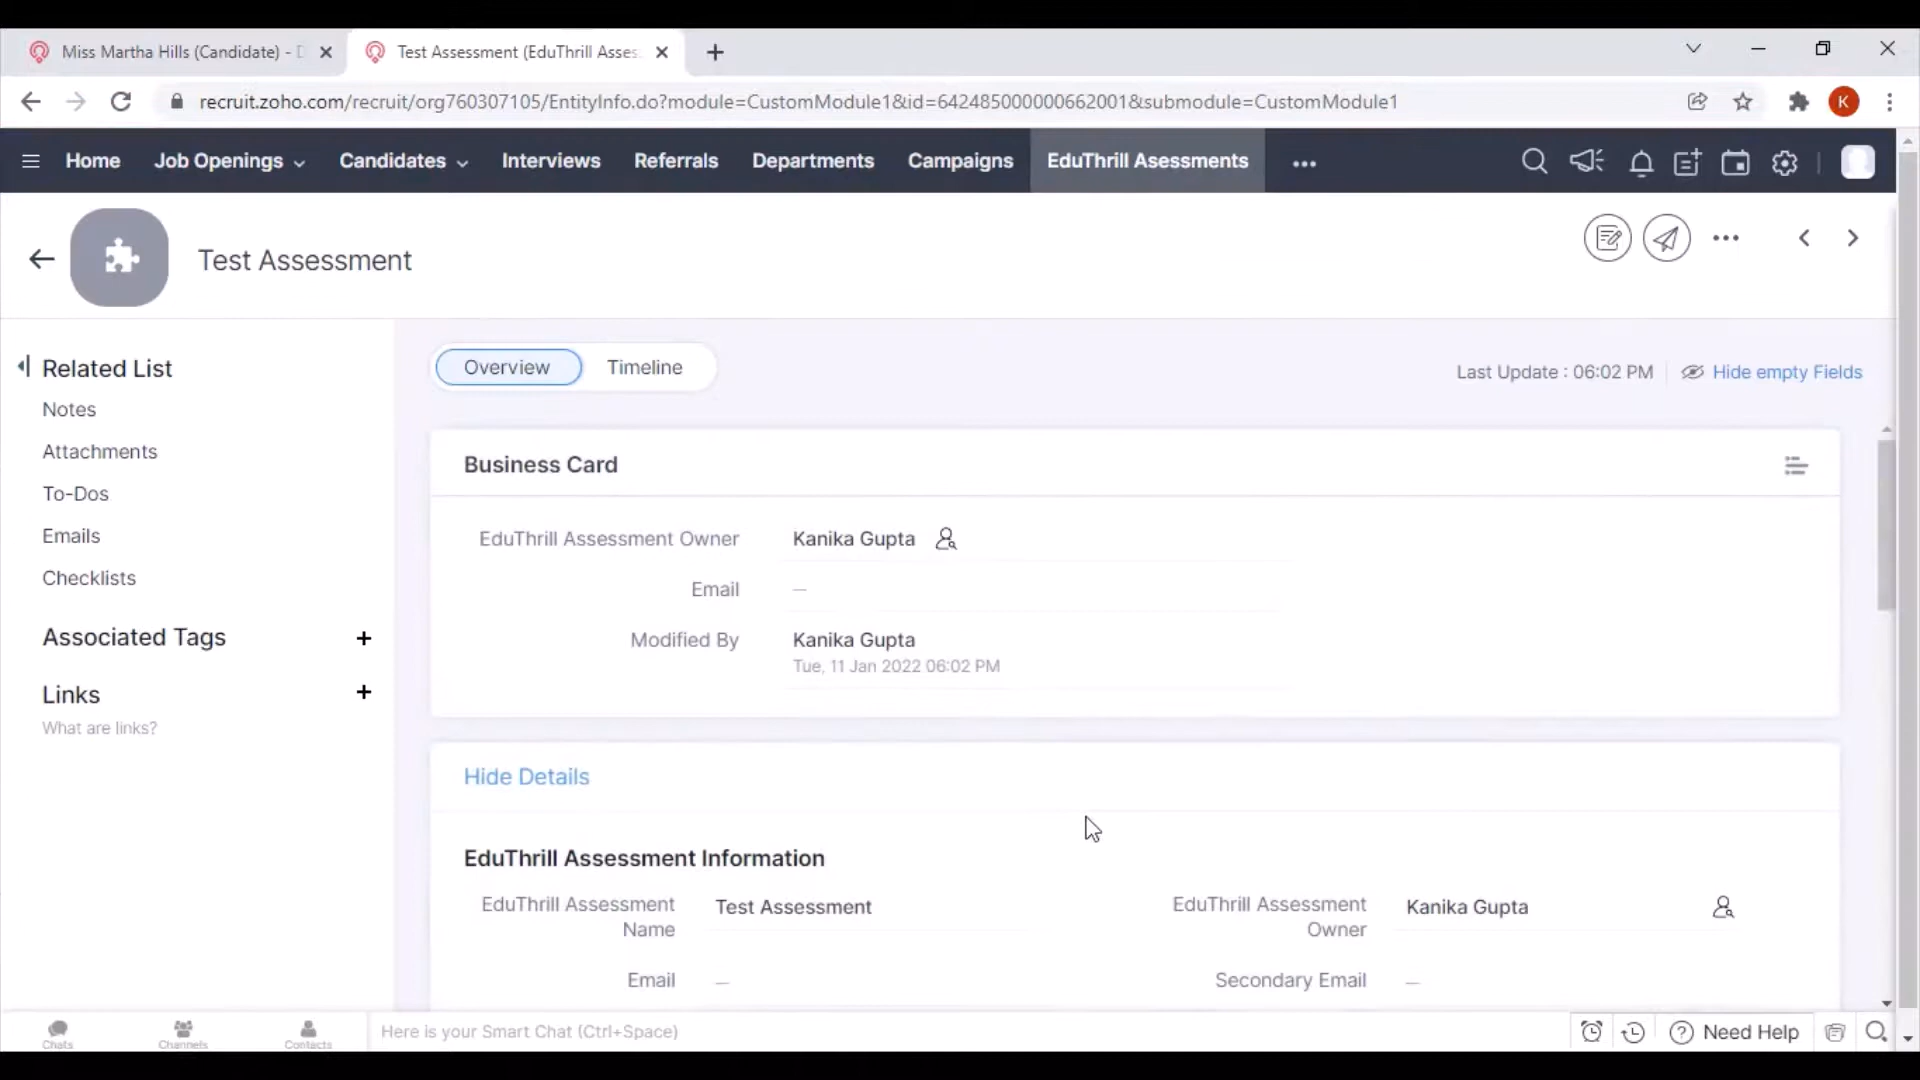 Miss Martha Hills (Candidate) -
Test Assessment (EduThrill Asses
recruit.zoho.com/recruit/org760307105/EntityInfo.do?module=CustomModule1&id=642485000000662001&submodule=CustomModule1
K
Home Job Openings Candidates Interviews Referrals Departments Campaigns EduThrill Asessments
Test Assessment
Related List
Notes
Attachments
To-Dos
Emails
Checklists
Associated Tags +
Links +
What are links?
Overview Timeline
Last Update : 06:02 PM Hide empty Fields
Business Card
EduThrill Assessment Owner Kanika Gupta
Email —
Modified By Kanika Gupta
Tue, 11 Jan 2022 06:02 PM
Hide Details
EduThrill Assessment Information
EduThrill Assessment Name Test Assessment
EduThrill Assessment Owner Kanika Gupta
Email —
Secondary Email —
Chats Channels Contacts
Here is your Smart Chat (Ctrl+Space)
Need Help